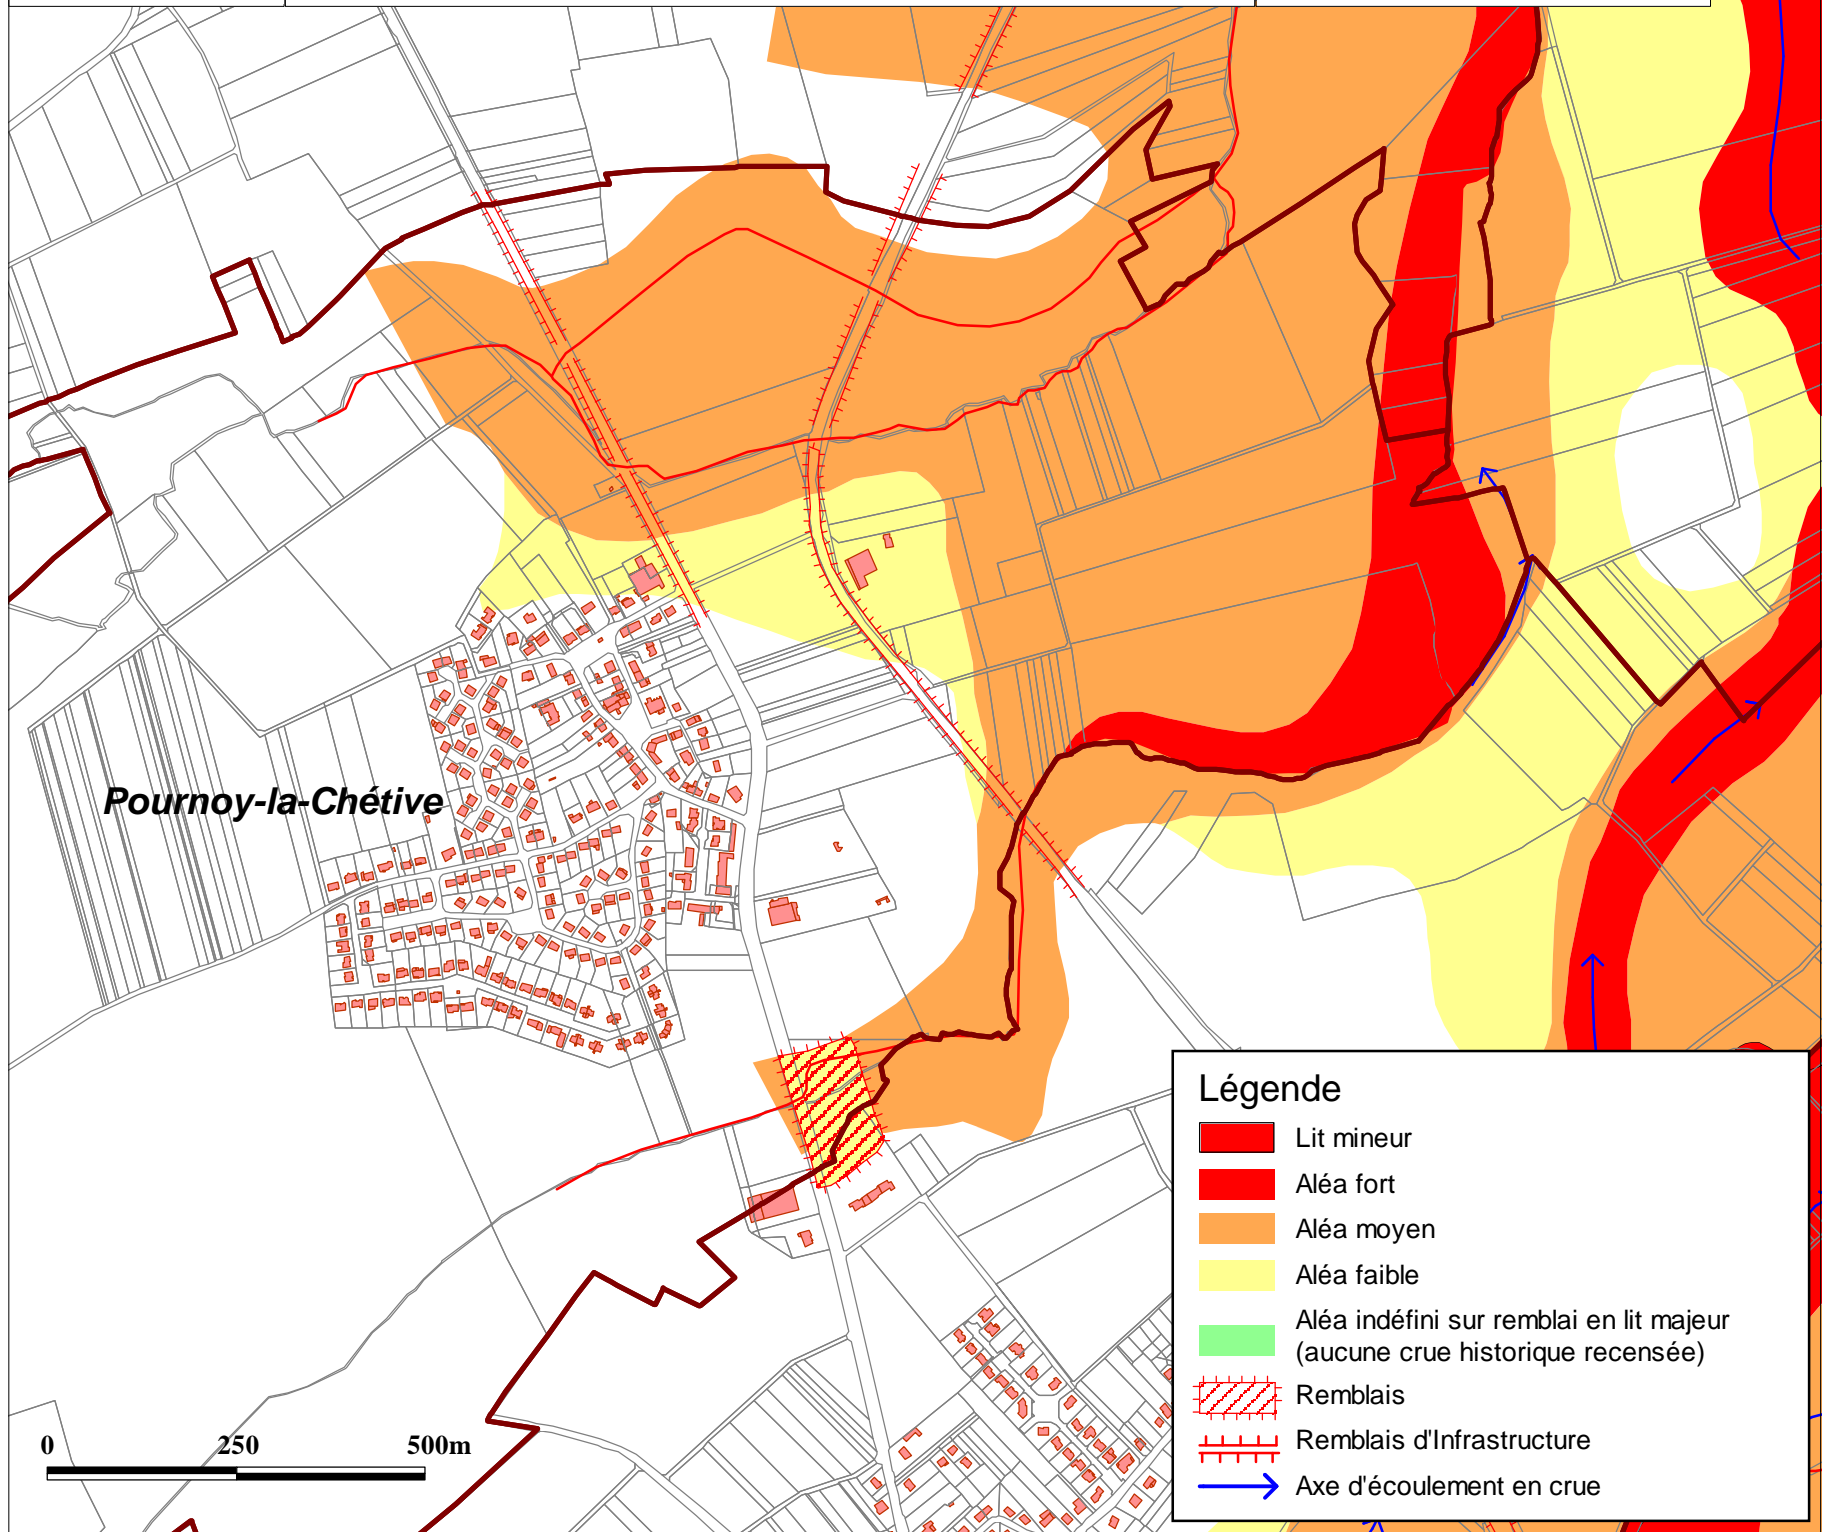 Pournoy-la-Chétive
Légende
Lit mineur
Aléa fort
Aléa moyen
Aléa faible
Aléa indéfini sur remblai en lit majeur
(aucune crue historique recensée)
Remblais
Remblais d'Infrastructure
Axe d'écoulement en crue
0 250 500m